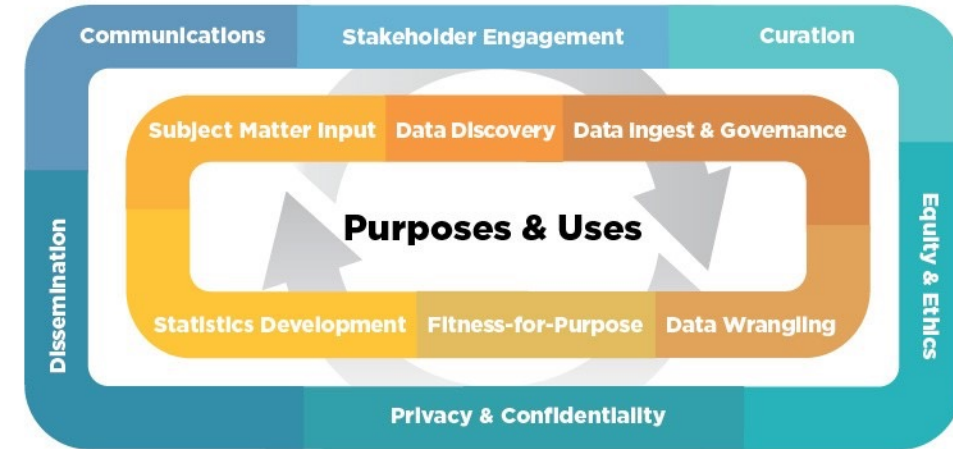 Communications
Stakeholder Engagement
Curation
Subject Matter Input
Data Discovery
Data Ingest & Governance
Purposes & Uses
Dissemination
Equity & Ethics
Statistics Development
Fitness-for-Purpose
Data Wrangling
Privacy & Confidentiality